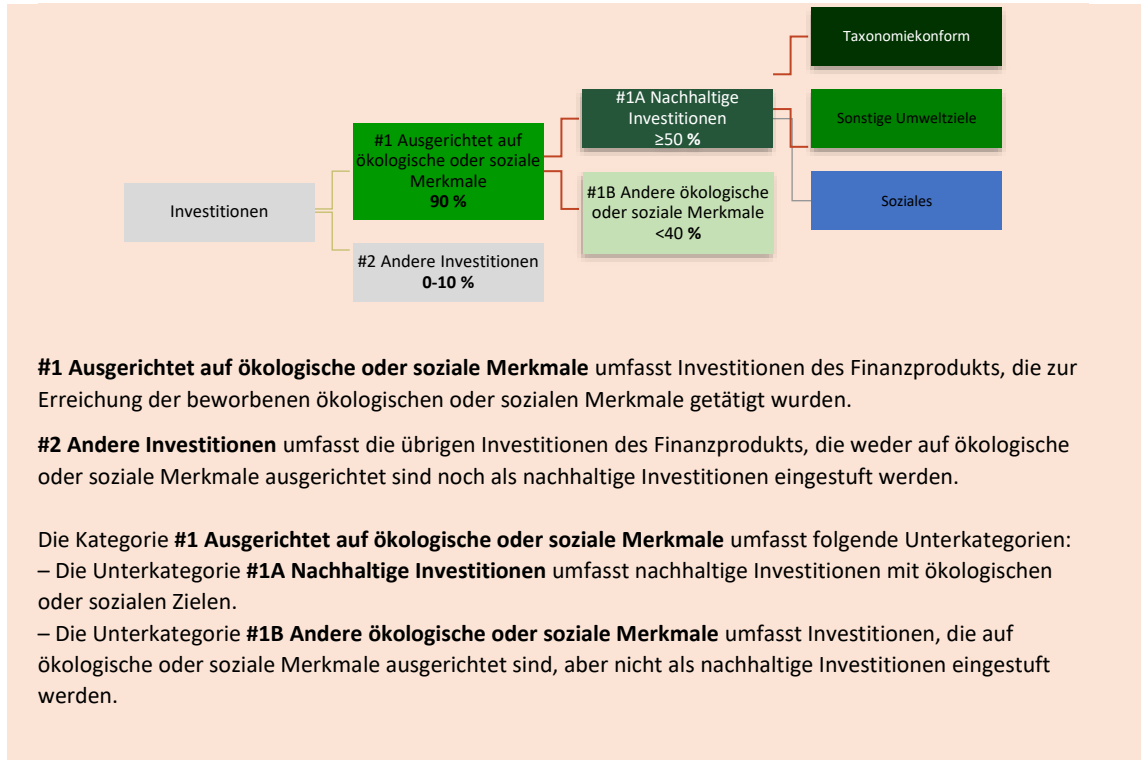 Taxonomiekonform
#1A Nachhaltige
Investitionen
≥50 %
Sonstige Umweltziele
#1 Ausgerichtet auf
ökologische oder soziale
Merkmale
90 %
#1B Andere ökologische
oder soziale Merkmale
<40 %
Soziales
Investitionen
#2 Andere Investitionen
0-10 %
#1 Ausgerichtet auf ökologische oder soziale Merkmale umfasst Investitionen des Finanzprodukts, die zur
Erreichung der beworbenen ökologischen oder sozialen Merkmale getätigt wurden.
#2 Andere Investitionen umfasst die übrigen Investitionen des Finanzprodukts, die weder auf ökologische
oder soziale Merkmale ausgerichtet sind noch als nachhaltige Investitionen eingestuft werden.
Die Kategorie #1 Ausgerichtet auf ökologische oder soziale Merkmale umfasst folgende Unterkategorien:
– Die Unterkategorie #1A Nachhaltige Investitionen umfasst nachhaltige Investitionen mit ökologischen
oder sozialen Zielen.
– Die Unterkategorie #1B Andere ökologische oder soziale Merkmale umfasst Investitionen, die auf
ökologische oder soziale Merkmale ausgerichtet sind, aber nicht als nachhaltige Investitionen eingestuft
werden.